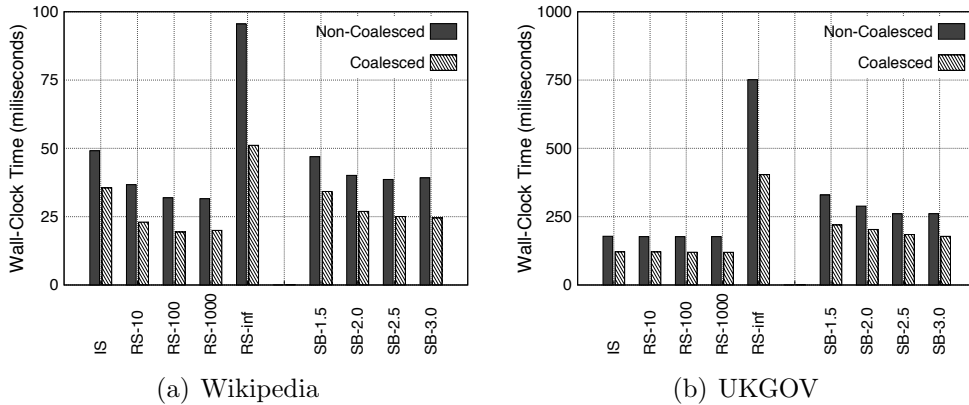 Wall-Clock Time (miliseconds)
100
75
50
25
0
Non-Coalesced
Coalesced
IS
RS-10
RS-100
RS-1000
RS-inf
SB-1.5
SB-2.0
SB-2.5
SB-3.0
(a) Wikipedia
Wall-Clock Time (miliseconds)
1000
750
500
250
0
Non-Coalesced
Coalesced
IS
RS-10
RS-100
RS-1000
RS-inf
SB-1.5
SB-2.0
SB-2.5
SB-3.0
(b) UKGOV